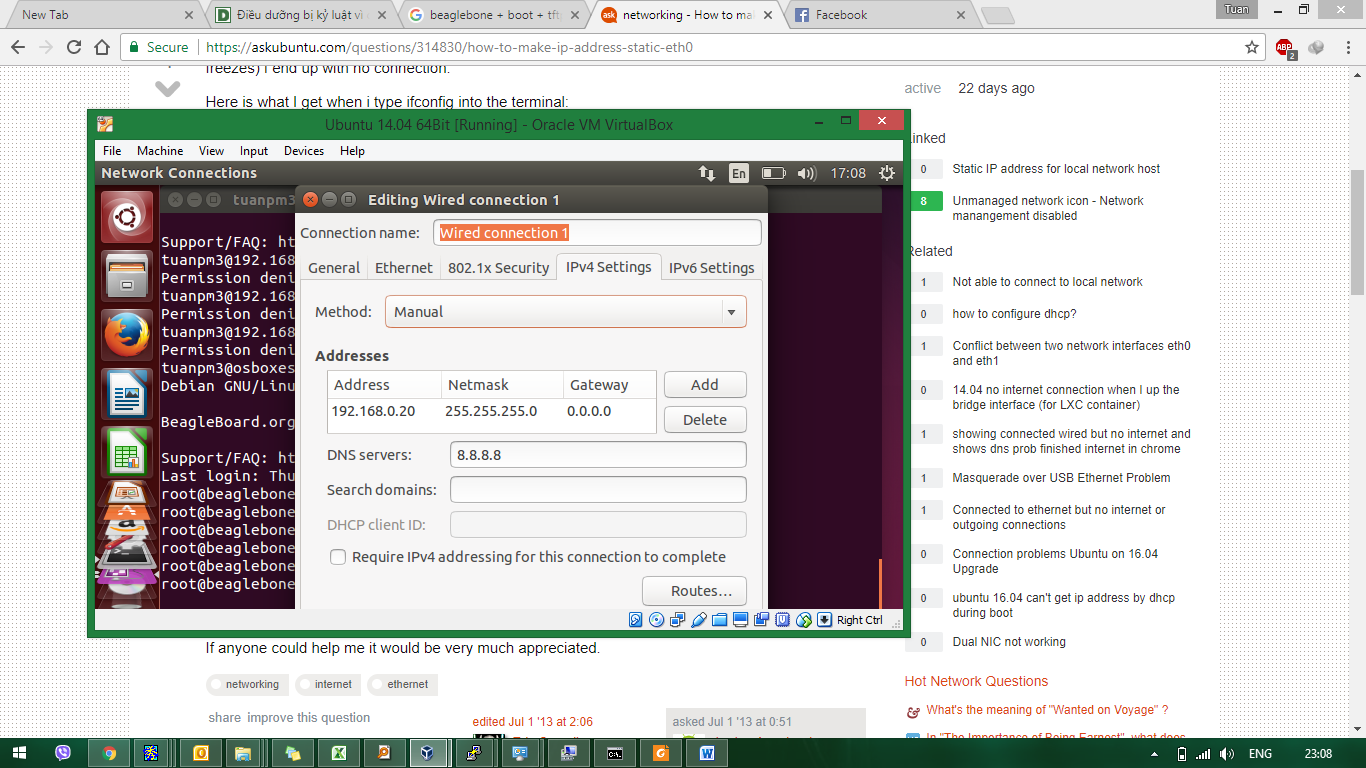 New Tab
Điều dưỡng bị kỷ luật vì
beaglebone + boot + tft
networking - How to ma
Facebook
Tuan
Secure
https://askubuntu.com/questions/314830/how-to-make-ip-address-static-eth0
ABP
2
freezes) I end up with no connection.
Here is what I get when i type ifconfig into the terminal:
active 22 days ago
Ubuntu 14.04 64Bit [Running] - Oracle VM VirtualBox
File Machine View Input Devices Help
Network Connections
En
17:08
tuanpm3
Editing Wired connection 1
Connection name: Wired connection 1
General Ethernet 802.1x Security IPv4 Settings IPv6 Settings
Method: Manual
Addresses
Address Netmask Gateway
192.168.0.20 255.255.255.0 0.0.0.0
Add
Delete
DNS servers: 8.8.8.8
Search domains:
DHCP client ID:
Require IPv4 addressing for this connection to complete
Routes...
Support/FAQ: ht
tuanpm3@192.168
Permission deni
tuanpm3@192.168
Permission deni
tuanpm3@192.168
Permission deni
tuanpm3@osboxes
Debian GNU/Linu
BeagleBoard.org
Support/FAQ: ht
Last login: Thu
root@beaglebone
root@beaglebone
root@beaglebone
root@beaglebone
root@beaglebone
root@beaglebone
Right Ctrl
If anyone could help me it would be very much appreciated.
networking internet ethernet
share improve this question
edited Jul 1 '13 at 2:06
asked Jul 1 '13 at 0:51
inked
0 Static IP address for local network host
8 Unmanaged network icon - Network
manangement disabled
elated
1 Not able to connect to local network
0 how to configure dhcp?
1 Conflict between two network interfaces eth0
and eth1
0 14.04 no internet connection when I up the
bridge interface (for LXC container)
1 showing connected wired but no internet and
shows dns prob finished internet in chrome
1 Masquerade over USB Ethernet Problem
1 Connected to ethernet but no internet or
outgoing connections
0 Connection problems Ubuntu on 16.04
Upgrade
0 ubuntu 16.04 can't get ip address by dhcp
during boot
0 Dual NIC not working
Hot Network Questions
What's the meaning of "Wanted on Voyage" ?
In "The Importance of Being Earnest", what does
ENG
23:08